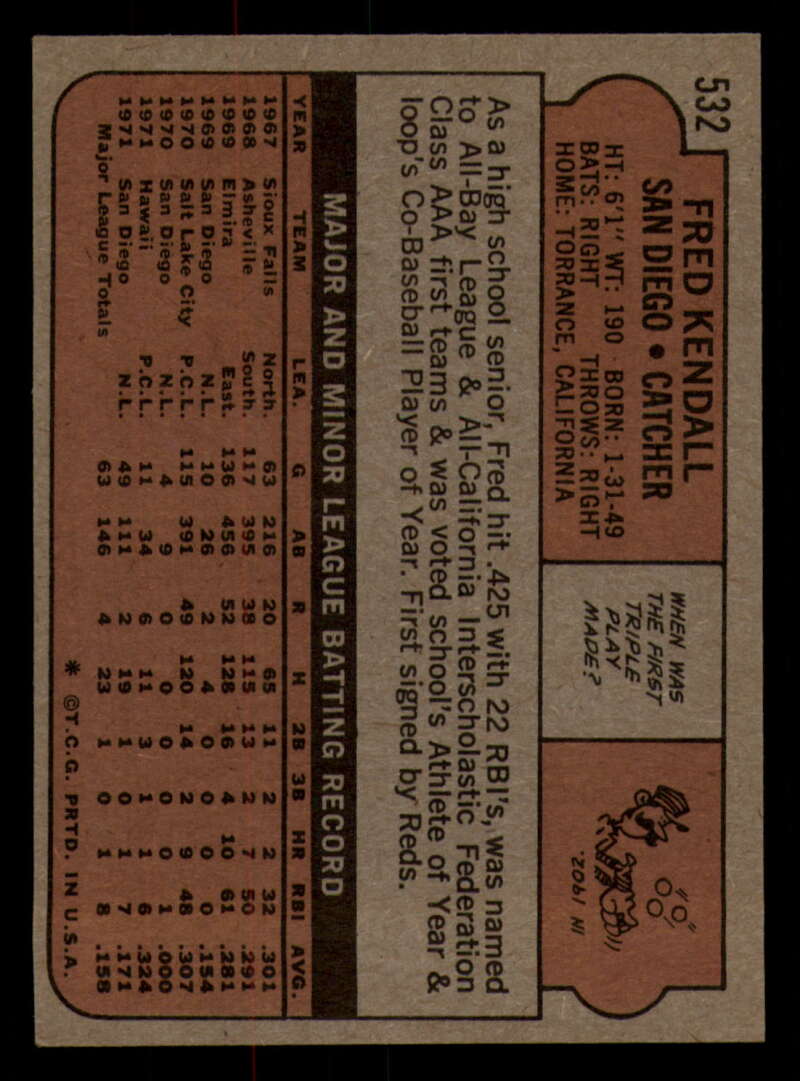 532
FRED KENDALL
SAN DIEGO • CATCHER
HT: 6'1" WT: 190 BORN: 1-31-49
BATS: RIGHT THROWS: RIGHT
HOME: TORRANCE, CALIFORNIA
WHEN WAS
THE FIRST
TRIPLE
PLAY
MADE?
IN 1902.
As a high school senior, Fred hit .425 with 22 RBI's, was named
to All-Bay League & All-California Interscholastic Federation
Class AAA first teams & was voted school's Athlete of Year &
loop's Co-Baseball Player of Year. First signed by Reds.
MAJOR AND MINOR LEAGUE BATTING RECORD
YEAR TEAM LEA. G AB R H 2B 3B HR RBI AVG.
1967 Sioux Falls North. 63 216 20 65 11 2 2 32 .301
1968 Asheville South. 117 395 38 115 13 2 7 50 .291
1969 Elmira East. 136 456 52 128 16 4 10 61 .281
1969 San Diego N.L. 10 26 2 4 0 0 0 0 .154
1970 Salt Lake City P.C.L. 115 391 49 120 14 2 9 48 .307
1970 San Diego N.L. 4 9 0 0 0 0 0 1 .000
1971 Hawaii P.C.L. 11 34 6 11 3 1 1 6 .324
1971 San Diego N.L. 49 111 2 19 1 0 1 7 .171
Major League Totals 63 146 4 23 1 0 1 8 .158
* ©T.C.G. PRTD. IN U.S.A.